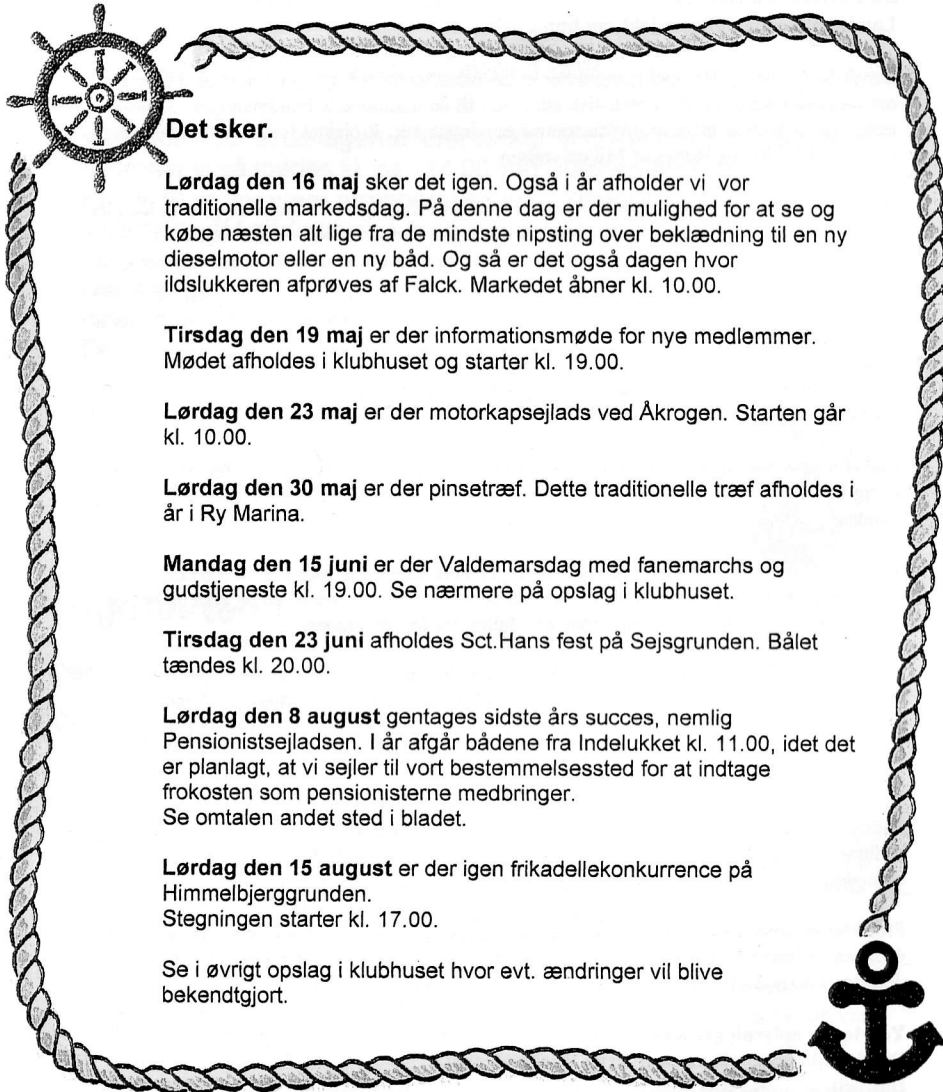 Det sker.
Lørdag den 16 maj sker det igen. Også i år afholder vi vor
traditionelle markedsdag. På denne dag er der mulighed for at se og
købe næsten alt lige fra de mindste nipsting over beklædning til en ny
dieselmotor eller en ny båd. Og så er det også dagen hvor
ildslukkeren afprøves af Falck. Markedet åbner kl. 10.00.
Tirsdag den 19 maj er der informationsmøde for nye medlemmer.
Mødet afholdes i klubhuset og starter kl. 19.00.
Lørdag den 23 maj er der motorkapsejlads ved Åkrogen. Starten går
kl. 10.00.
Lørdag den 30 maj er der pinsetræf. Dette traditionelle træf afholdes i
år i Ry Marina.
Mandag den 15 juni er der Valdemarsdag med fanemarchs og
gudstjeneste kl. 19.00. Se nærmere på opslag i klubhuset.
Tirsdag den 23 juni afholdes Sct.Hans fest på Sejsgrunden. Bålet
tændes kl. 20.00.
Lørdag den 8 august gentages sidste års succes, nemlig
Pensionistsejladsen. I år afgår bådene fra Indelukket kl. 11.00, idet det
er planlagt, at vi sejler til vort bestemmelsessted for at indtage
frokosten som pensionisterne medbringer.
Se omtalen andet sted i bladet.
Lørdag den 15 august er der igen frikadellekonkurrence på
Himmelbjerggrunden.
Stegningen starter kl. 17.00.
Se i øvrigt opslag i klubhuset hvor evt. ændringer vil blive
bekendtgjort.